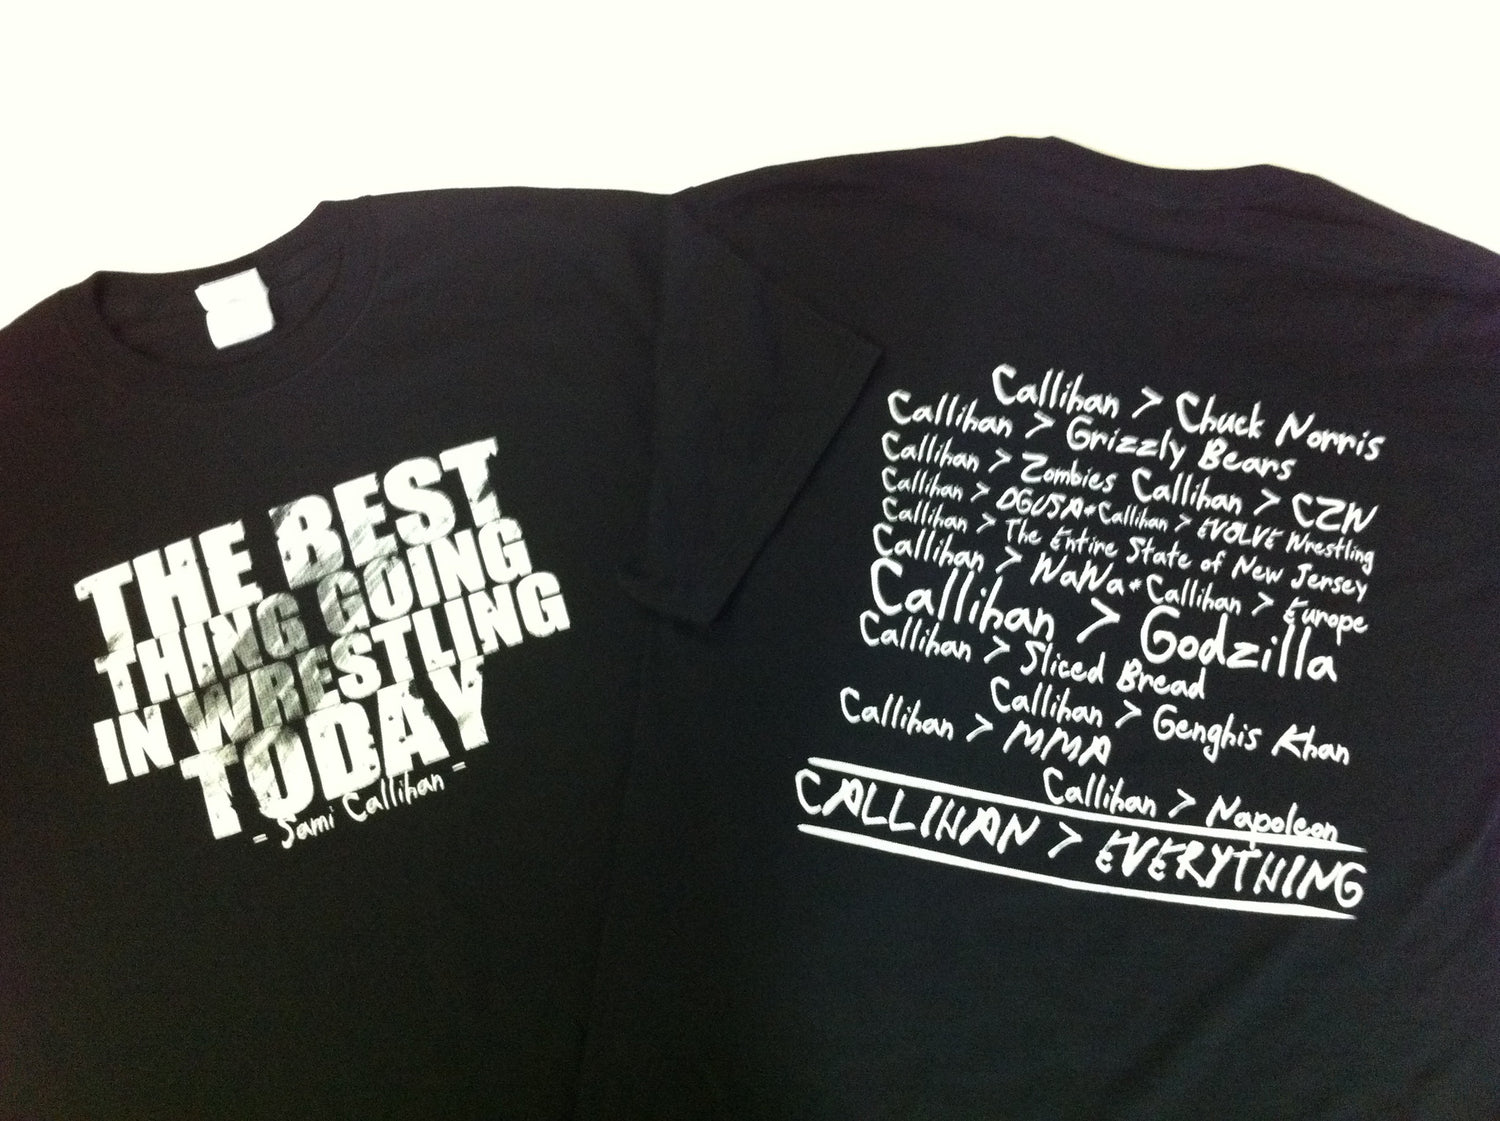 THE BEST
THING GOING
IN WRESTLING
TODAY
- Sami Callihan -
Callihan > Chuck Norris
Callihan > Grizzly Bears
Callihan > Zombies Callihan > CZW
Callihan > DGUSA * Callihan > EVOLVE Wrestling
Callihan > The Entire State of New Jersey
Callihan > WaWa * Callihan > Europe
Callihan > Godzilla
Callihan > Sliced Bread
Callihan > Genghis Khan
Callihan > MMA
Callihan > Napoleon
CALLIHAN > EVERYTHING